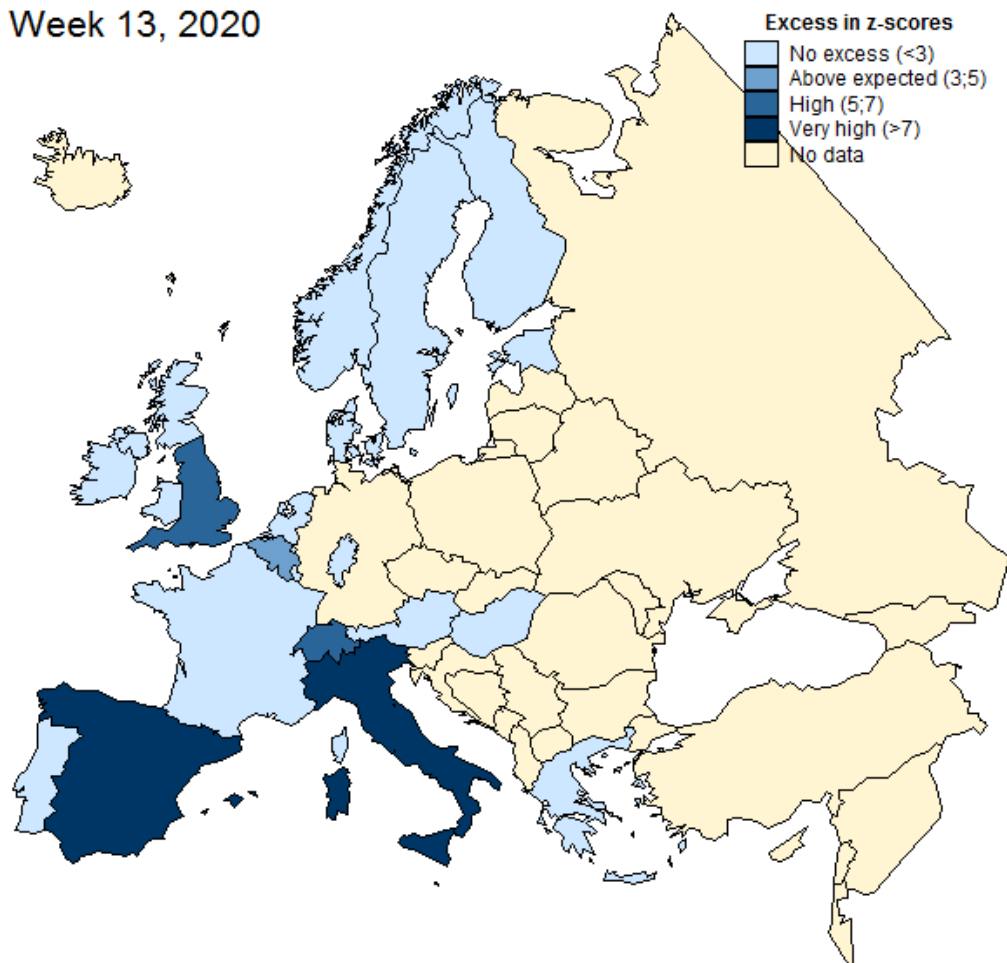 Week 13, 2020
Excess in z-scores
No excess (<3)
Above expected (3;5)
High (5;7)
Very high (>7)
No data